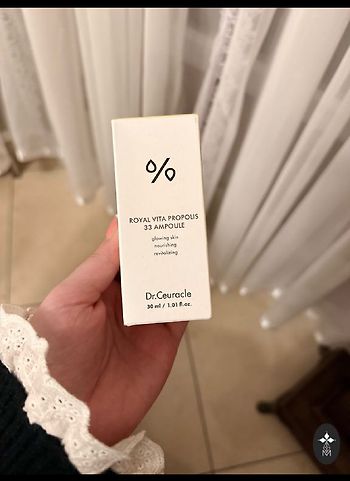 %
ROYAL VITA PROPOLIS
33 AMPOULE
glowing skin
nourishing
revitalizing
Dr.Ceuracle
30 ml / 1.01 fl.oz.